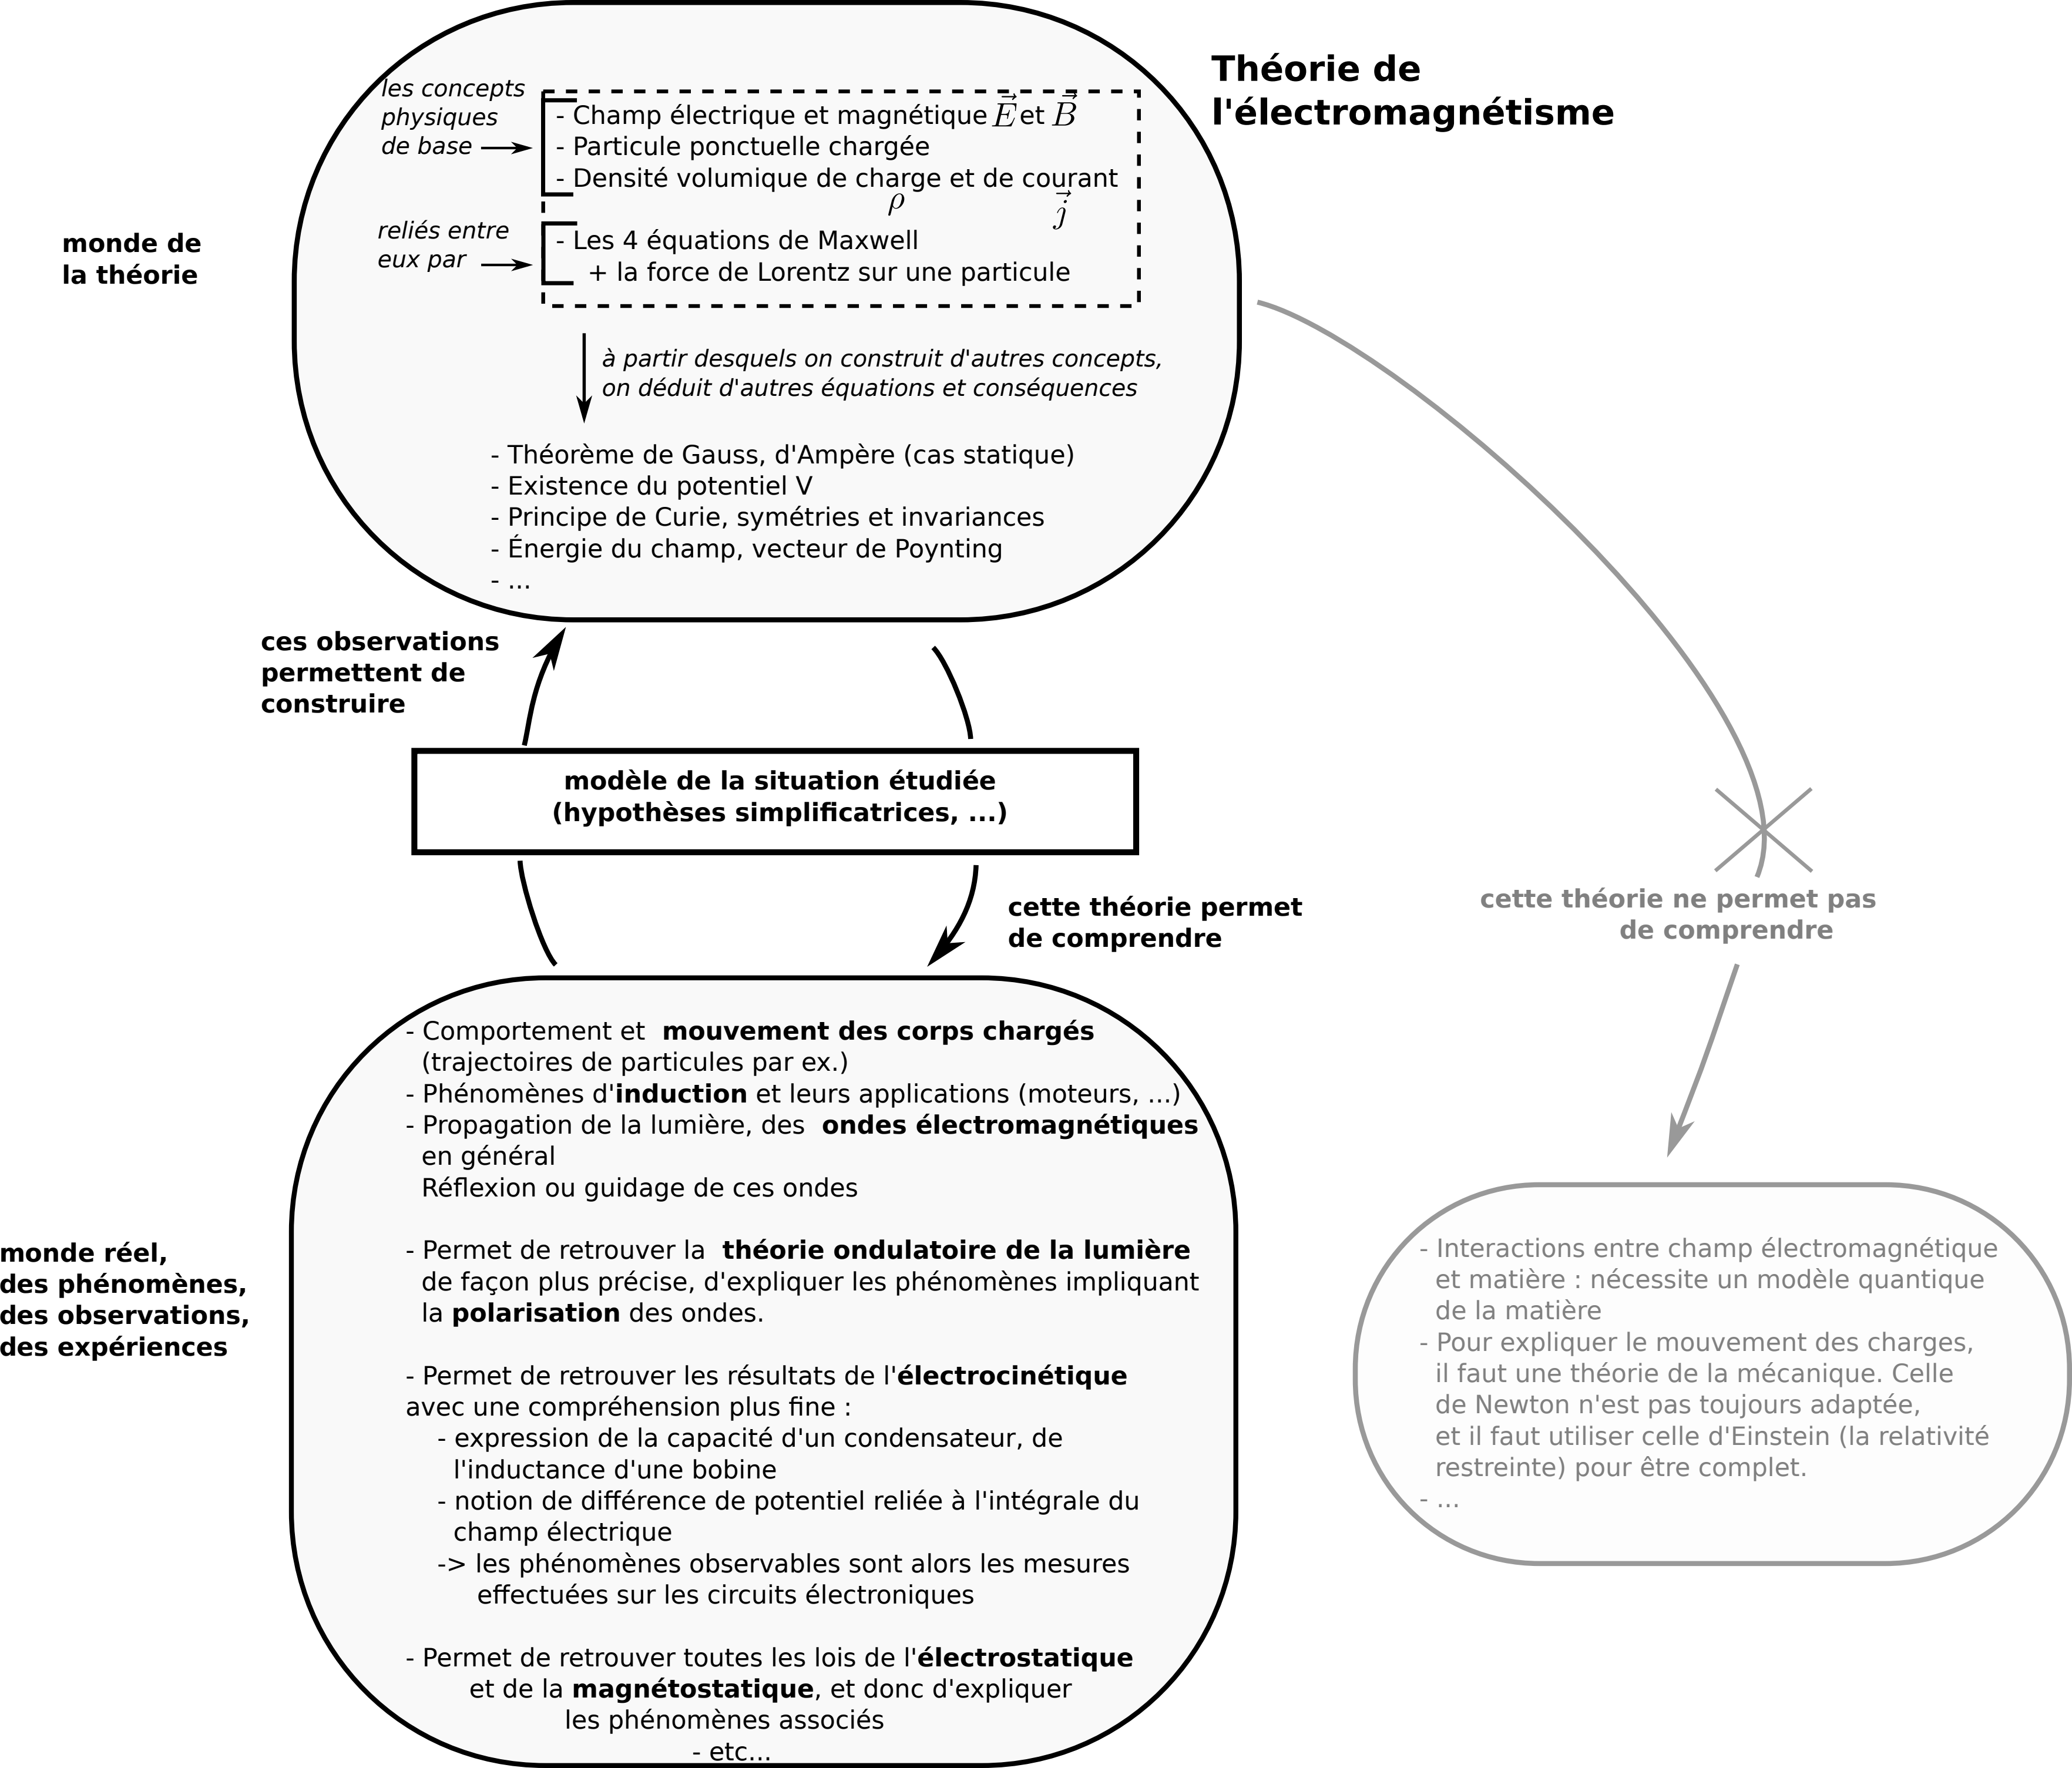 Théorie de
l'électromagnétisme
les concepts
physiques
de base
- Champ électrique et magnétique E⃗ et B⃗
- Particule ponctuelle chargée
- Densité volumique de charge et de courant
ρ j⃗
reliés entre
eux par
- Les 4 équations de Maxwell
+ la force de Lorentz sur une particule
monde de
la théorie
à partir desquels on construit d'autres concepts,
on déduit d'autres équations et conséquences
- Théorème de Gauss, d'Ampère (cas statique)
- Existence du potentiel V
- Principe de Curie, symétries et invariances
- Énergie du champ, vecteur de Poynting
- ...
ces observations
permettent de
construire
modèle de la situation étudiée
(hypothèses simplificatrices, ...)
cette théorie permet
de comprendre
cette théorie ne permet pas
de comprendre
monde réel,
des phénomènes,
des observations,
des expériences
- Comportement et mouvement des corps chargés
(trajectoires de particules par ex.)
- Phénomènes d'induction et leurs applications (moteurs, ...)
- Propagation de la lumière, des ondes électromagnétiques
en général
Réflexion ou guidage de ces ondes
- Permet de retrouver la théorie ondulatoire de la lumière
de façon plus précise, d'expliquer les phénomènes impliquant
la polarisation des ondes.
- Permet de retrouver les résultats de l'électrocinétique
avec une compréhension plus fine :
- expression de la capacité d'un condensateur, de
l'inductance d'une bobine
- notion de différence de potentiel reliée à l'intégrale du
champ électrique
-> les phénomènes observables sont alors les mesures
effectuées sur les circuits électroniques
- Permet de retrouver toutes les lois de l'électrostatique
et de la magnétostatique, et donc d'expliquer
les phénomènes associés
- etc...
- Interactions entre champ électromagnétique
et matière : nécessite un modèle quantique
de la matière
- Pour expliquer le mouvement des charges,
il faut une théorie de la mécanique. Celle
de Newton n'est pas toujours adaptée,
et il faut utiliser celle d'Einstein (la relativité
restreinte) pour être complet.
- ...